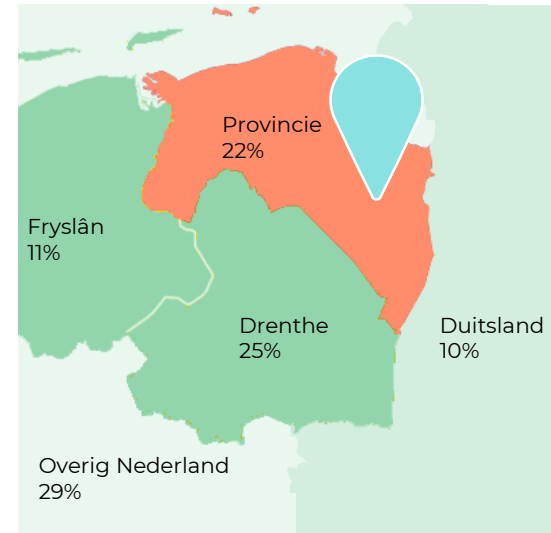 Provincie
22%
Fryslân
11%
Drenthe
25%
Duitsland
10%
Overig Nederland
29%